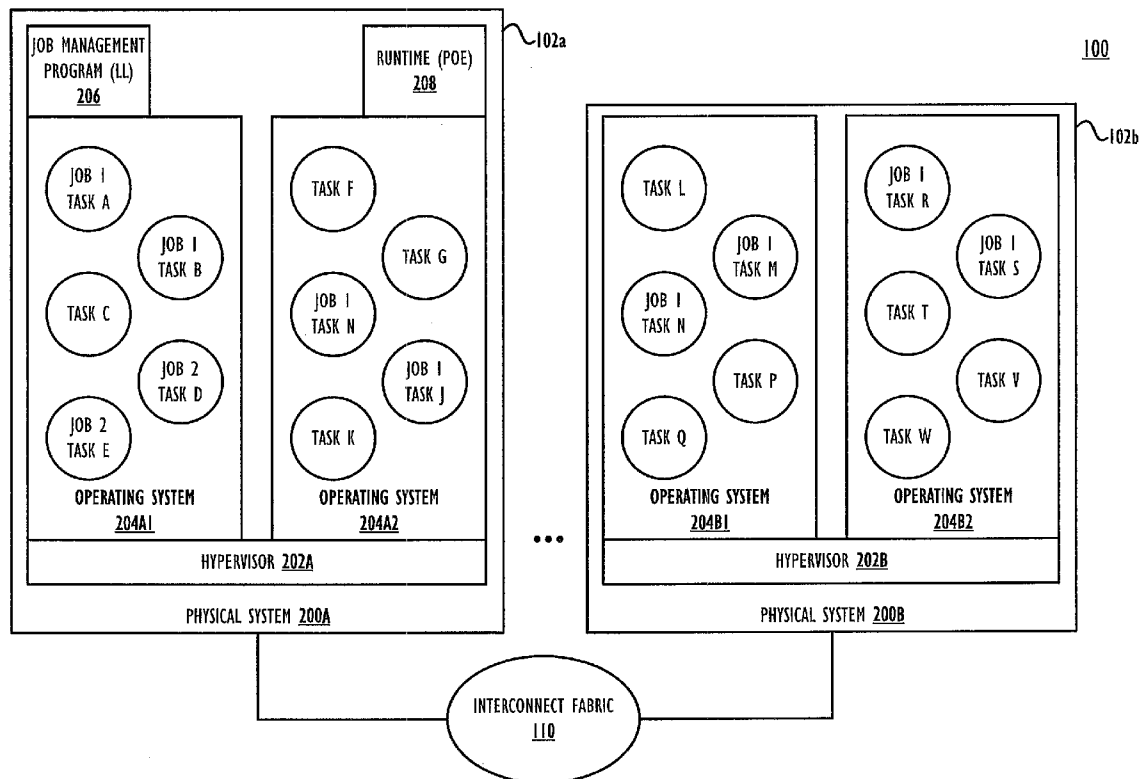 JOB MANAGEMENT
PROGRAM (LL)
206
RUNTIME (POE)
208
102a
100
JOB 1
TASK A
JOB 1
TASK B
TASK C
JOB 2
TASK D
JOB 2
TASK E
OPERATING SYSTEM
204A1
TASK F
TASK G
JOB 1
TASK N
JOB 1
TASK J
TASK K
OPERATING SYSTEM
204A2
HYPERVISOR 202A
PHYSICAL SYSTEM 200A
•••
102b
TASK L
JOB 1
TASK M
JOB 1
TASK N
TASK P
TASK Q
OPERATING SYSTEM
204B1
JOB 1
TASK R
JOB 1
TASK S
TASK T
TASK V
TASK W
OPERATING SYSTEM
204B2
HYPERVISOR 202B
PHYSICAL SYSTEM 200B
INTERCONNECT FABRIC
110